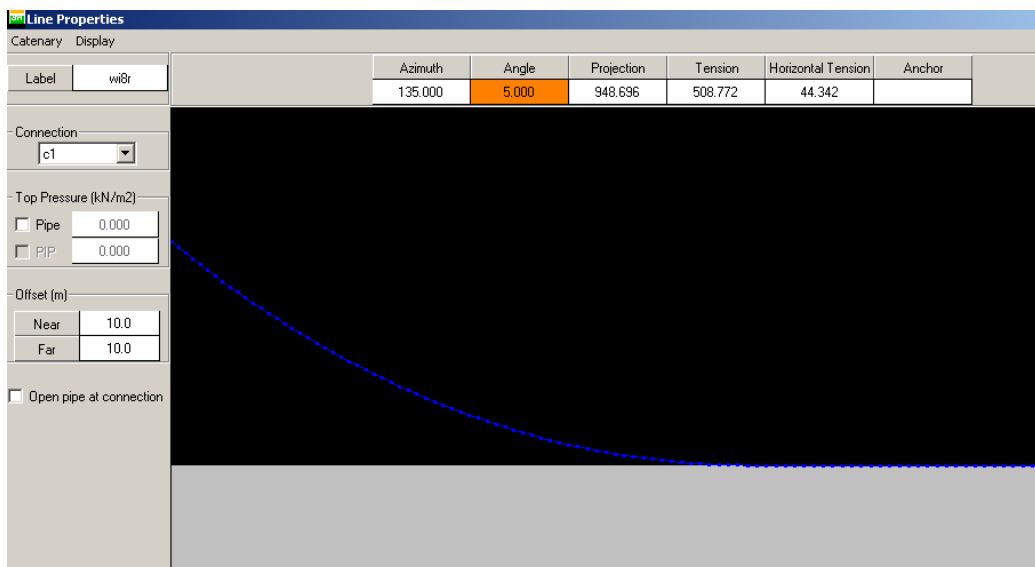 Line Properties
Catenary Display
Label wi8r
Azimuth Angle Projection Tension Horizontal Tension Anchor
135.000 5.000 948.696 508.772 44.342
Connection
c1
Top Pressure (kN/m2)
Pipe 0.000
PIP 0.000
Offset (m)
Near 10.0
Far 10.0
Open pipe at connection